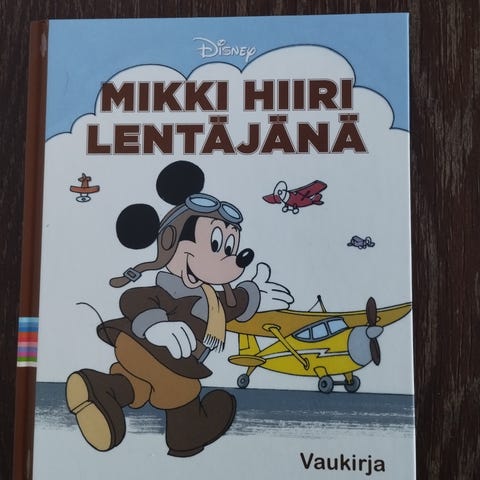 Disney
MIKKI HIIRI
LENTÄJÄNÄ
Vaukirja